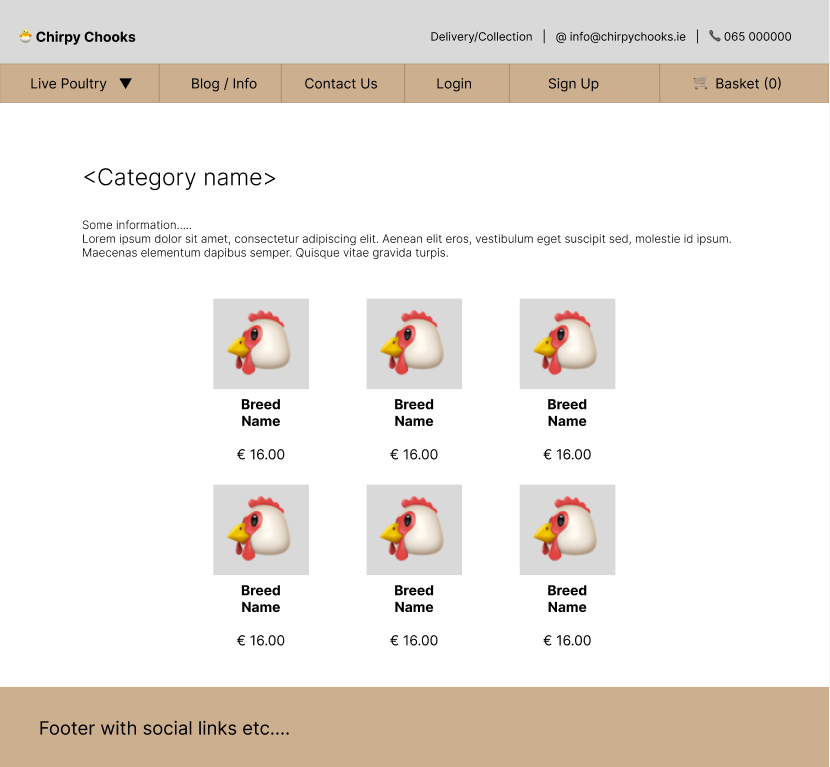 Chirpy Chooks
Delivery/Collection | @ info@chirpychooks.ie | 065 000000
Live Poultry ▼ Blog / Info Contact Us Login Sign Up Basket (0)
<Category name>
Some information.....
Lorem ipsum dolor sit amet, consectetur adipiscing elit. Aenean elit eros, vestibulum eget suscipit sed, molestie id ipsum.
Maecenas elementum dapibus semper. Quisque vitae gravida turpis.
Breed Name
€ 16.00
Breed Name
€ 16.00
Breed Name
€ 16.00
Breed Name
€ 16.00
Breed Name
€ 16.00
Breed Name
€ 16.00
Footer with social links etc....